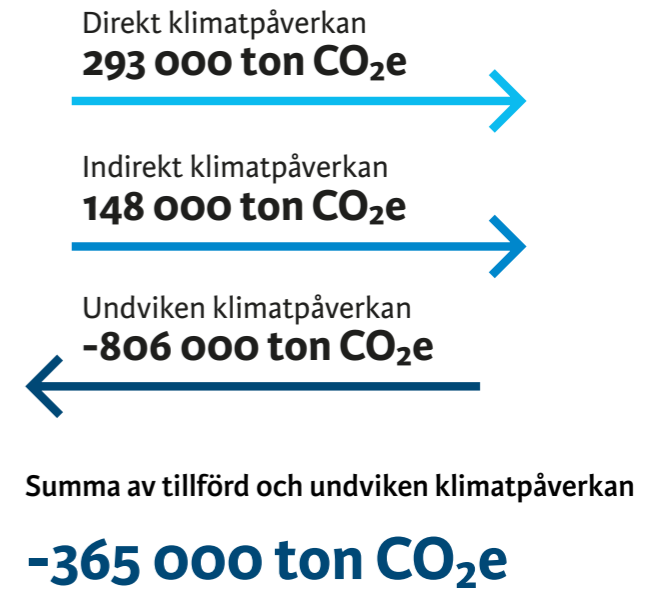 Direkt klimatpåverkan
293 000 ton CO₂e
Indirekt klimatpåverkan
148 000 ton CO₂e
Undviken klimatpåverkan
-806 000 ton CO₂e
Summa av tillförd och undviken klimatpåverkan
-365 000 ton CO₂e